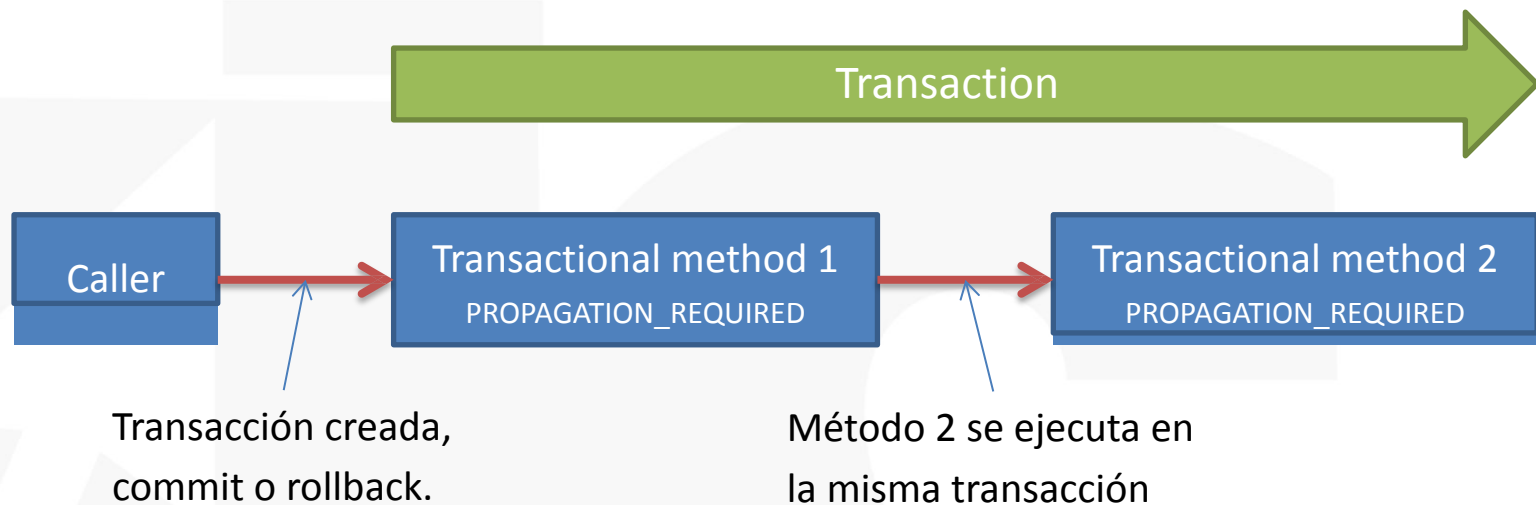 Transaction
Caller
Transactional method 1
PROPAGATION_REQUIRED
Transactional method 2
PROPAGATION_REQUIRED
Transacción creada,
commit o rollback.
Método 2 se ejecuta en
la misma transacción